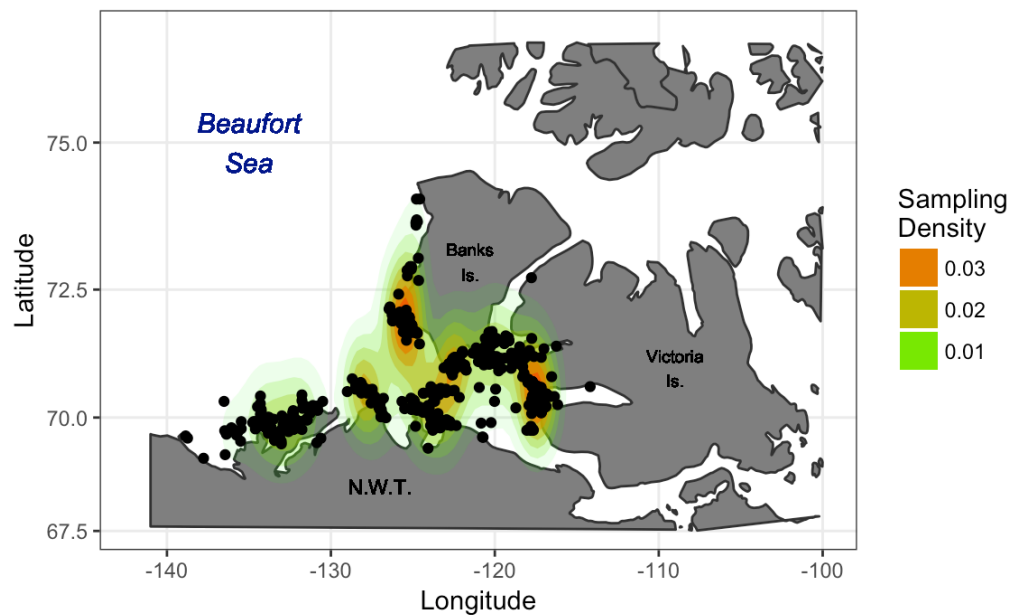 Beaufort
Sea
Banks
Is.
Victoria
Is.
N.W.T.
75.0
72.5
70.0
67.5
Latitude
-140
-130
-120
-110
-100
Longitude
Sampling
Density
0.03
0.02
0.01